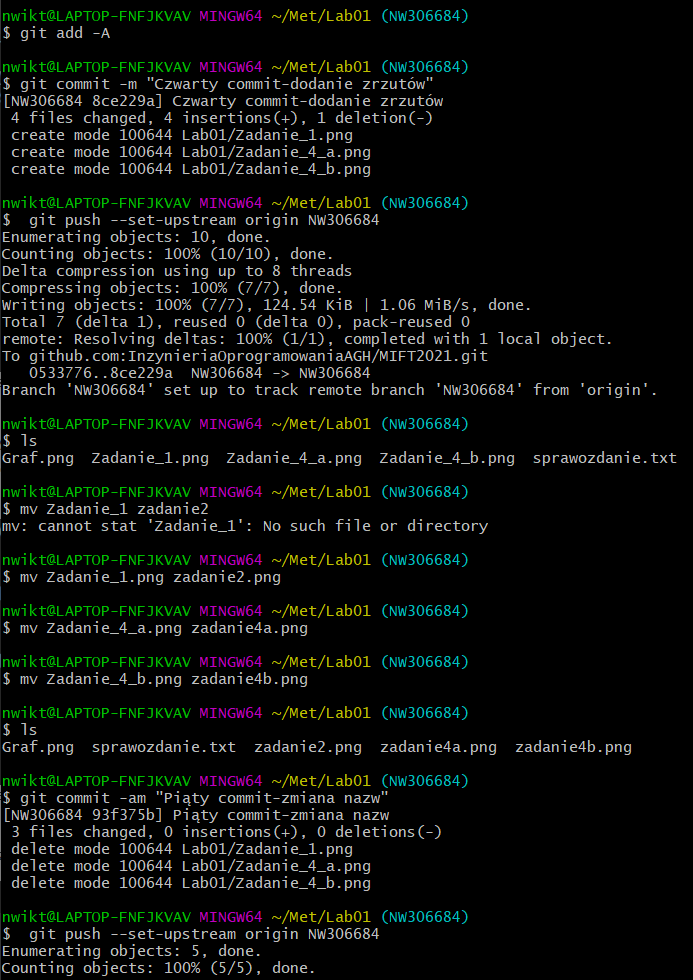 nwikt@LAPTOP-FNFJKVAV MINGW64 ~/Met/Lab01 (NW306684)
$ git add -A
nwikt@LAPTOP-FNFJKVAV MINGW64 ~/Met/Lab01 (NW306684)
$ git commit -m "Czwarty commit-dodanie zrzutów"
[NW306684 8ce229a] Czwarty commit-dodanie zrzutów
4 files changed, 4 insertions(+), 1 deletion(-)
create mode 100644 Lab01/Zadanie_1.png
create mode 100644 Lab01/Zadanie_4_a.png
create mode 100644 Lab01/Zadanie_4_b.png
nwikt@LAPTOP-FNFJKVAV MINGW64 ~/Met/Lab01 (NW306684)
$  git push --set-upstream origin NW306684
Enumerating objects: 10, done.
Counting objects: 100% (10/10), done.
Delta compression using up to 8 threads
Compressing objects: 100% (7/7), done.
Writing objects: 100% (7/7), 124.54 KiB | 1.06 MiB/s, done.
Total 7 (delta 1), reused 0 (delta 0), pack-reused 0
remote: Resolving deltas: 100% (1/1), completed with 1 local object.
To github.com:InzynieriaOprogramowaniaAGH/MIFT2021.git
0533776..8ce229a  NW306684 -> NW306684
Branch 'NW306684' set up to track remote branch 'NW306684' from 'origin'.
nwikt@LAPTOP-FNFJKVAV MINGW64 ~/Met/Lab01 (NW306684)
$ ls
Graf.png  Zadanie_1.png  Zadanie_4_a.png  Zadanie_4_b.png  sprawozdanie.txt
nwikt@LAPTOP-FNFJKVAV MINGW64 ~/Met/Lab01 (NW306684)
$ mv Zadanie_1 zadanie2
mv: cannot stat 'Zadanie_1': No such file or directory
nwikt@LAPTOP-FNFJKVAV MINGW64 ~/Met/Lab01 (NW306684)
$ mv Zadanie_1.png zadanie2.png
nwikt@LAPTOP-FNFJKVAV MINGW64 ~/Met/Lab01 (NW306684)
$ mv Zadanie_4_a.png zadanie4a.png
nwikt@LAPTOP-FNFJKVAV MINGW64 ~/Met/Lab01 (NW306684)
$ mv Zadanie_4_b.png zadanie4b.png
nwikt@LAPTOP-FNFJKVAV MINGW64 ~/Met/Lab01 (NW306684)
$ ls
Graf.png  sprawozdanie.txt  zadanie2.png  zadanie4a.png  zadanie4b.png
nwikt@LAPTOP-FNFJKVAV MINGW64 ~/Met/Lab01 (NW306684)
$ git commit -am "Piąty commit-zmiana nazw"
[NW306684 93f375b] Piąty commit-zmiana nazw
3 files changed, 0 insertions(+), 0 deletions(-)
delete mode 100644 Lab01/Zadanie_1.png
delete mode 100644 Lab01/Zadanie_4_a.png
delete mode 100644 Lab01/Zadanie_4_b.png
nwikt@LAPTOP-FNFJKVAV MINGW64 ~/Met/Lab01 (NW306684)
$  git push --set-upstream origin NW306684
Enumerating objects: 5, done.
Counting objects: 100% (5/5), done.